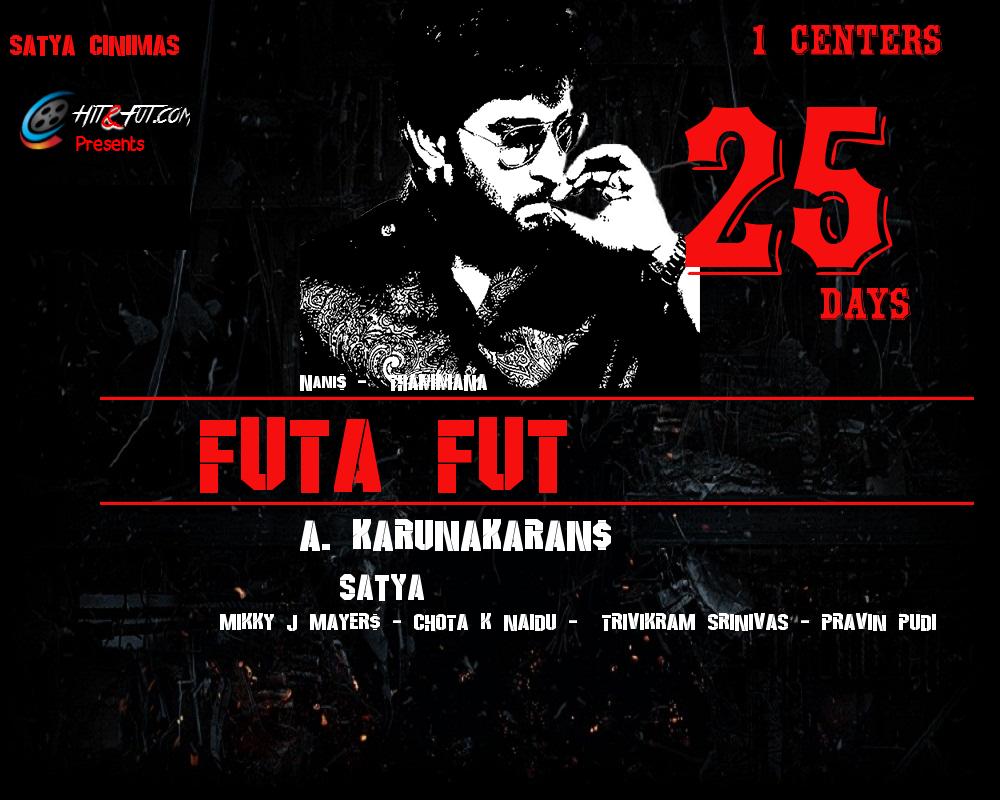 SATYA CINIMAS
1 CENTERS
HIT&FUT.COM
Presents
25
DAYS
NANI$ - THAMMANA
FUTA FUT
A. KARUNAKARAN$
SATYA
MIKKY J MAYER$ - CHOTA K NAIDU - TRIVIKRAM SRINIVAS - PRAVIN PUDI